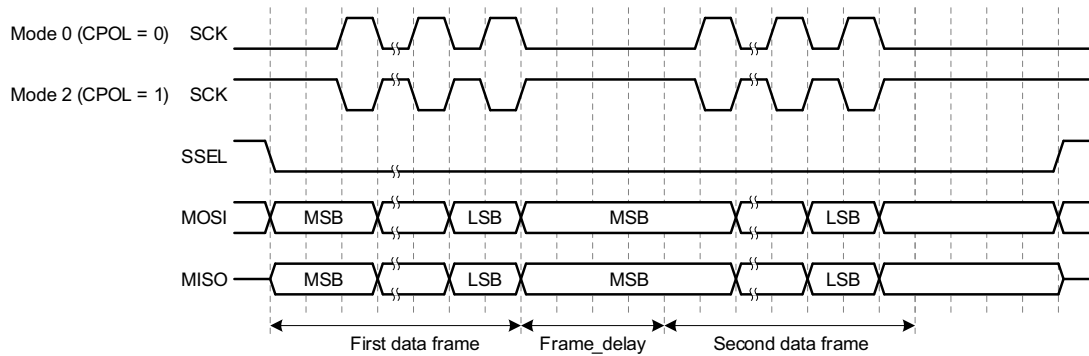 Mode 0 (CPOL = 0) SCK
Mode 2 (CPOL = 1) SCK
SSEL
MOSI MSB LSB MSB LSB
MISO MSB LSB MSB LSB
First data frame Frame_delay Second data frame